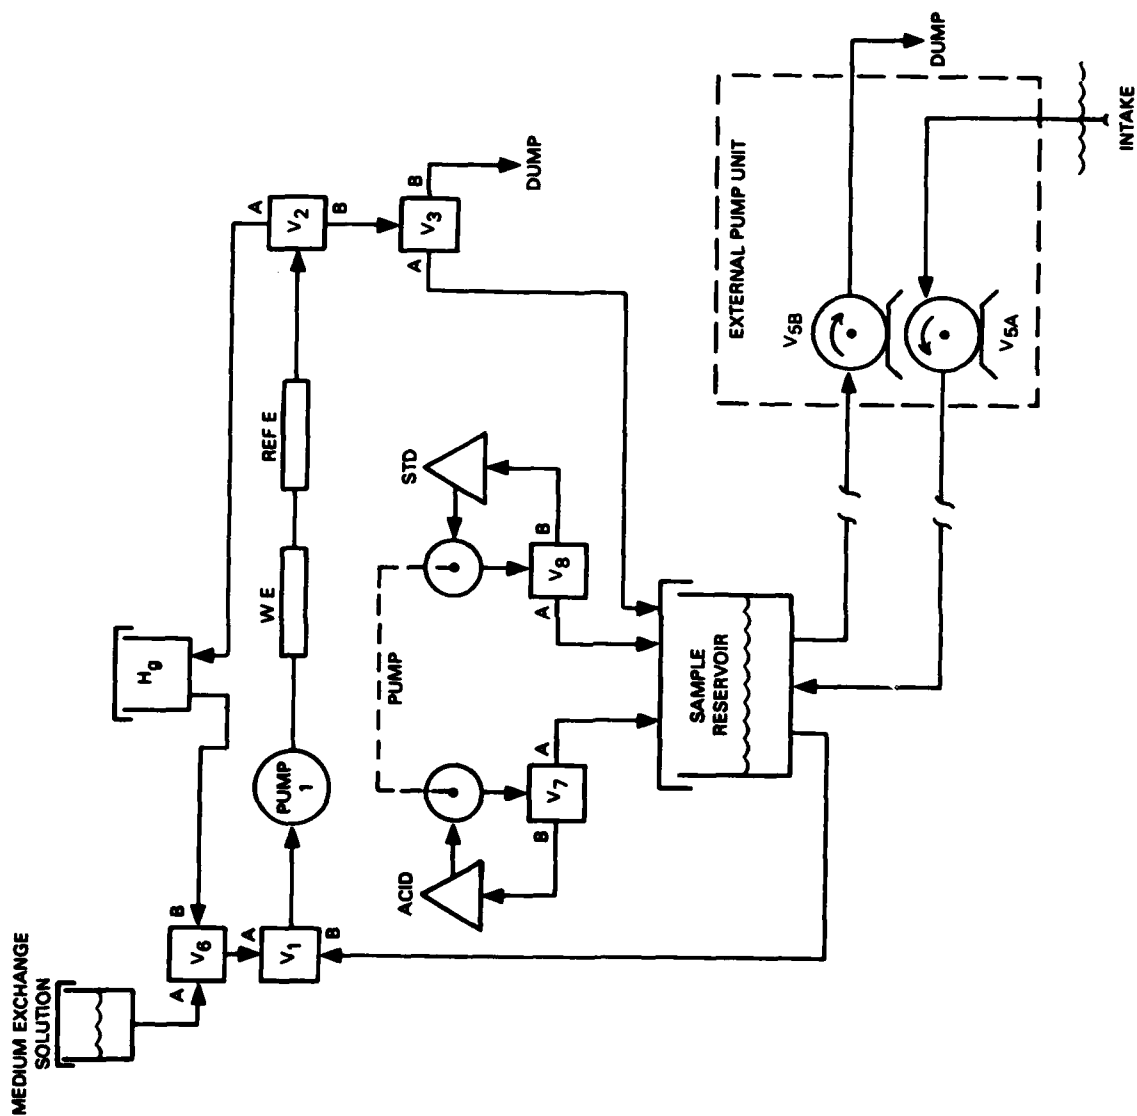 MEDIUM EXCHANGE
SOLUTION
A
V6
B
A
V1
B
Hg
PUMP
1
W E
REF E
A
V2
B
A
V3
B
DUMP
ACID
B
V7
A
PUMP
STD
A
V8
B
SAMPLE
RESERVOIR
EXTERNAL PUMP UNIT
V5B
V5A
DUMP
INTAKE